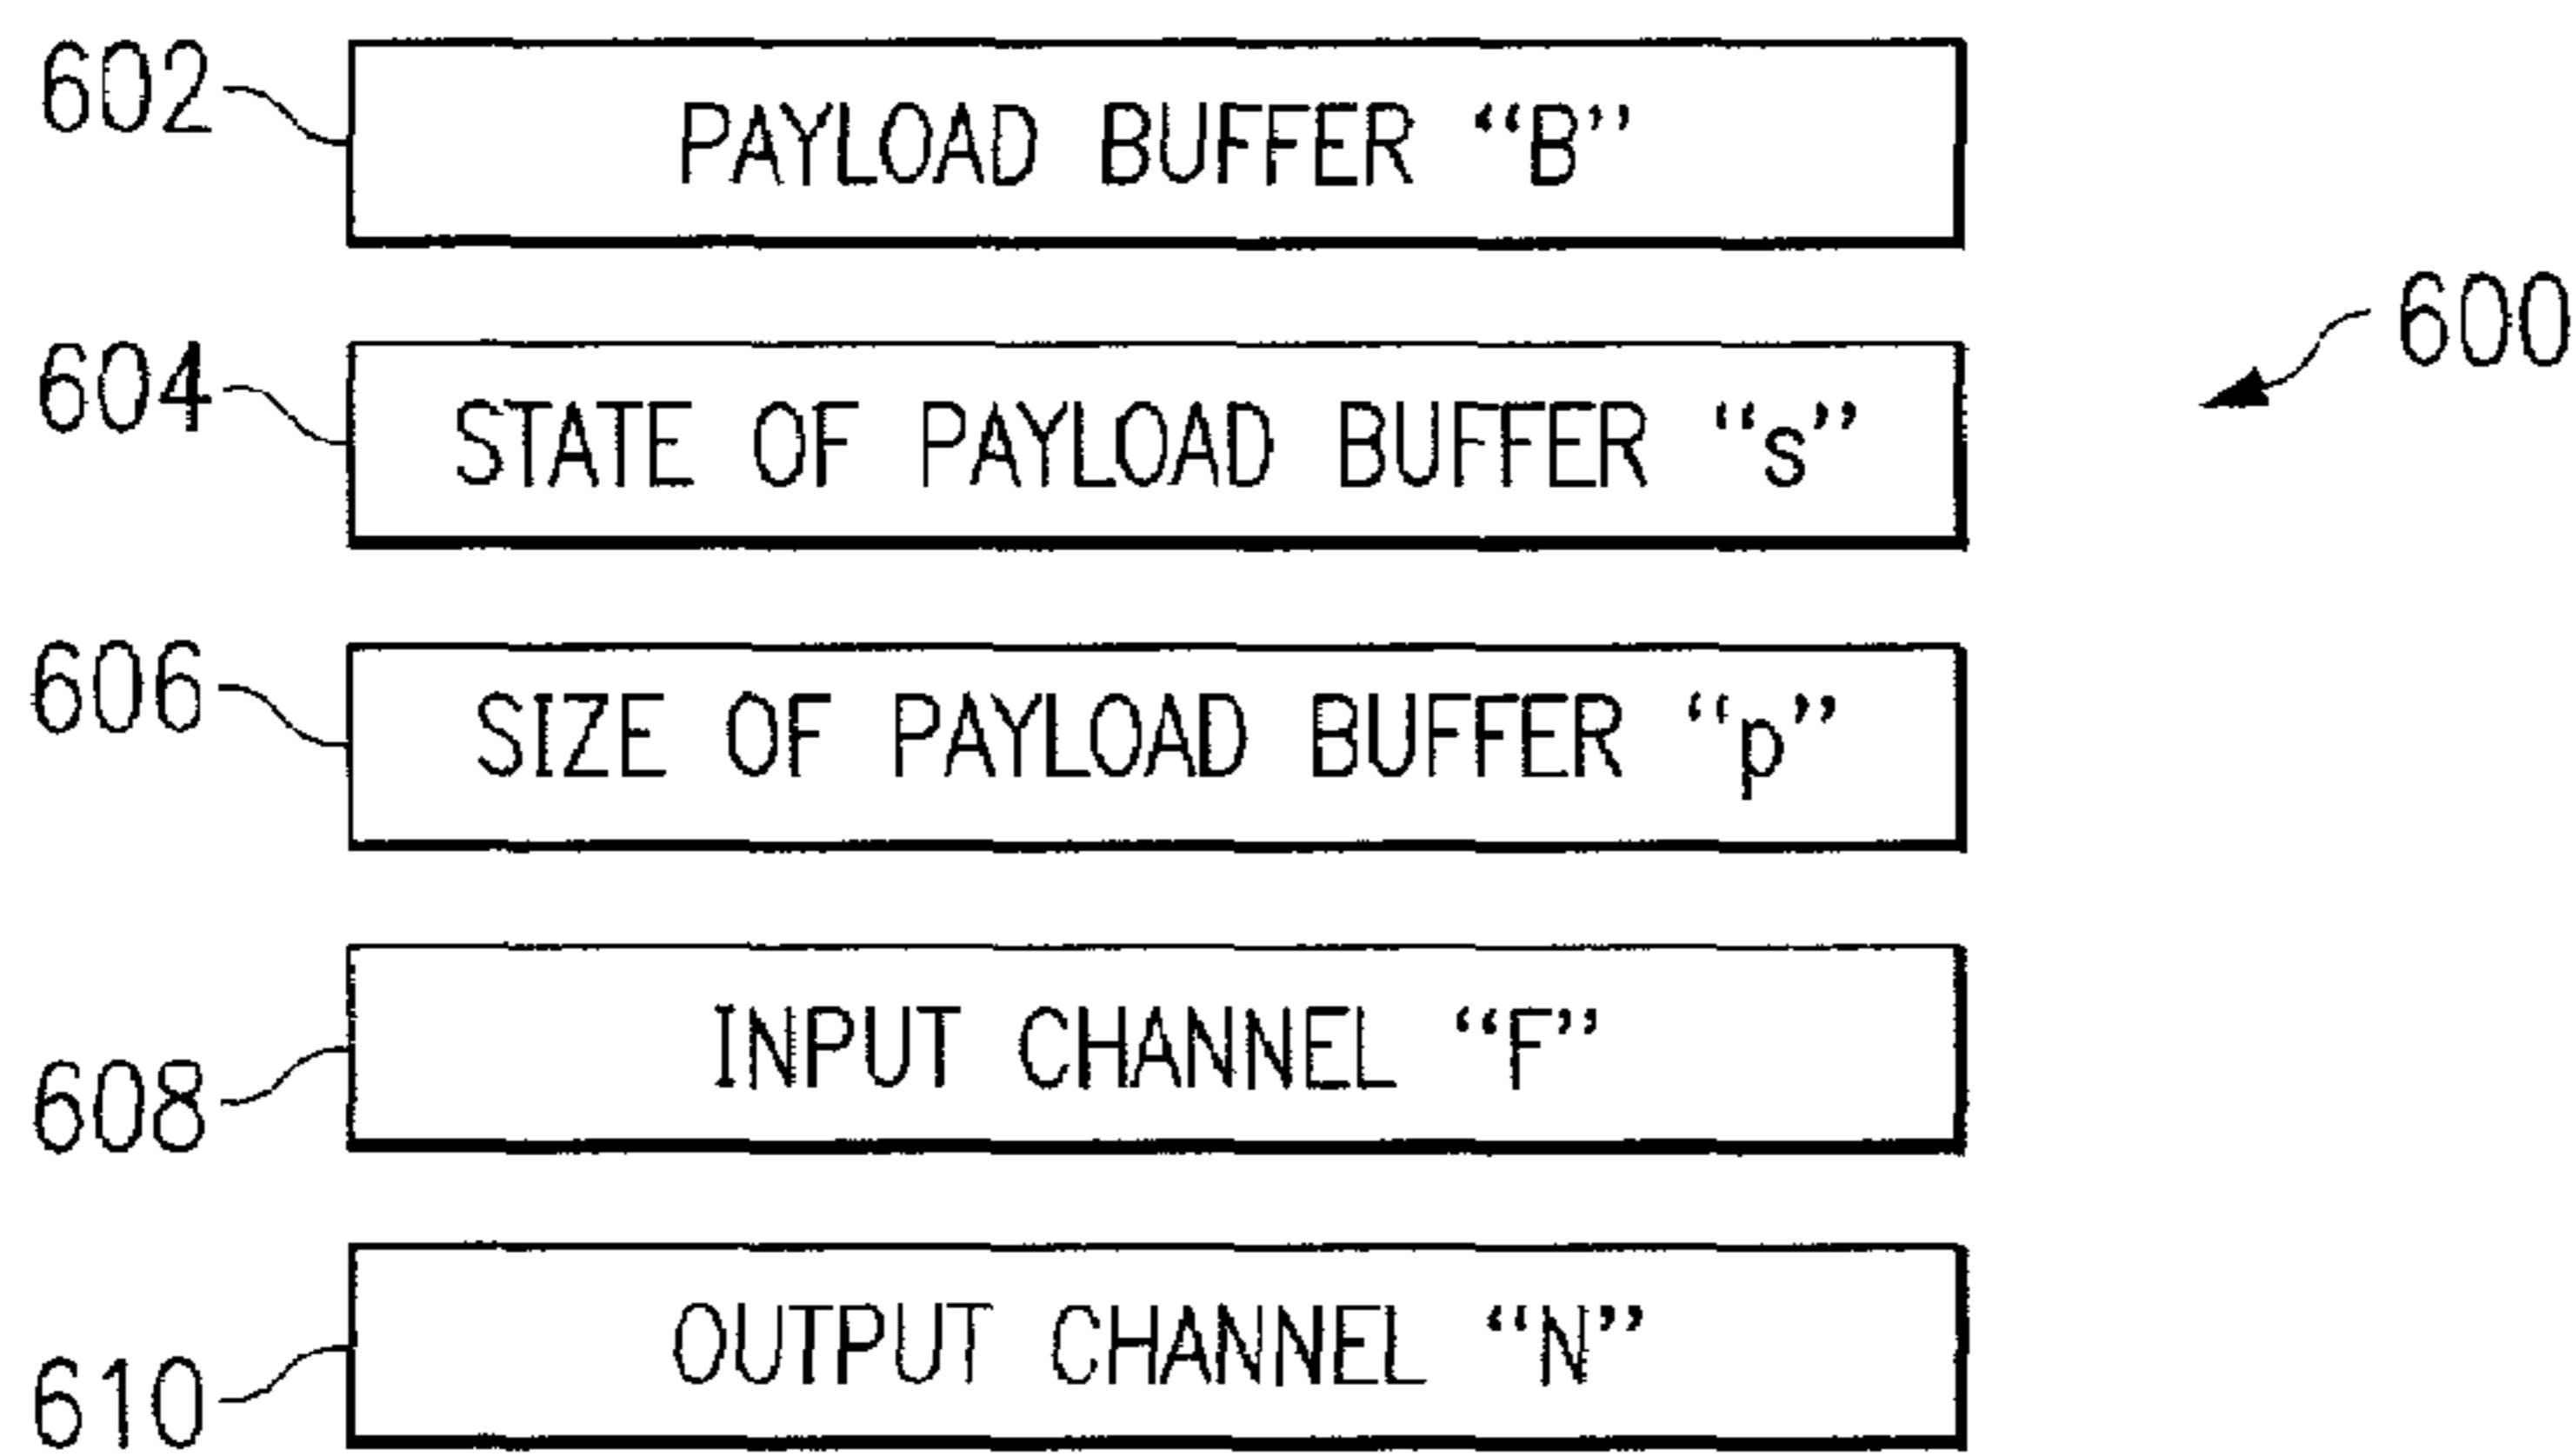 602
PAYLOAD BUFFER “B”
600
604
STATE OF PAYLOAD BUFFER “s”
606
SIZE OF PAYLOAD BUFFER “p”
608
INPUT CHANNEL “F”
610
OUTPUT CHANNEL “N”